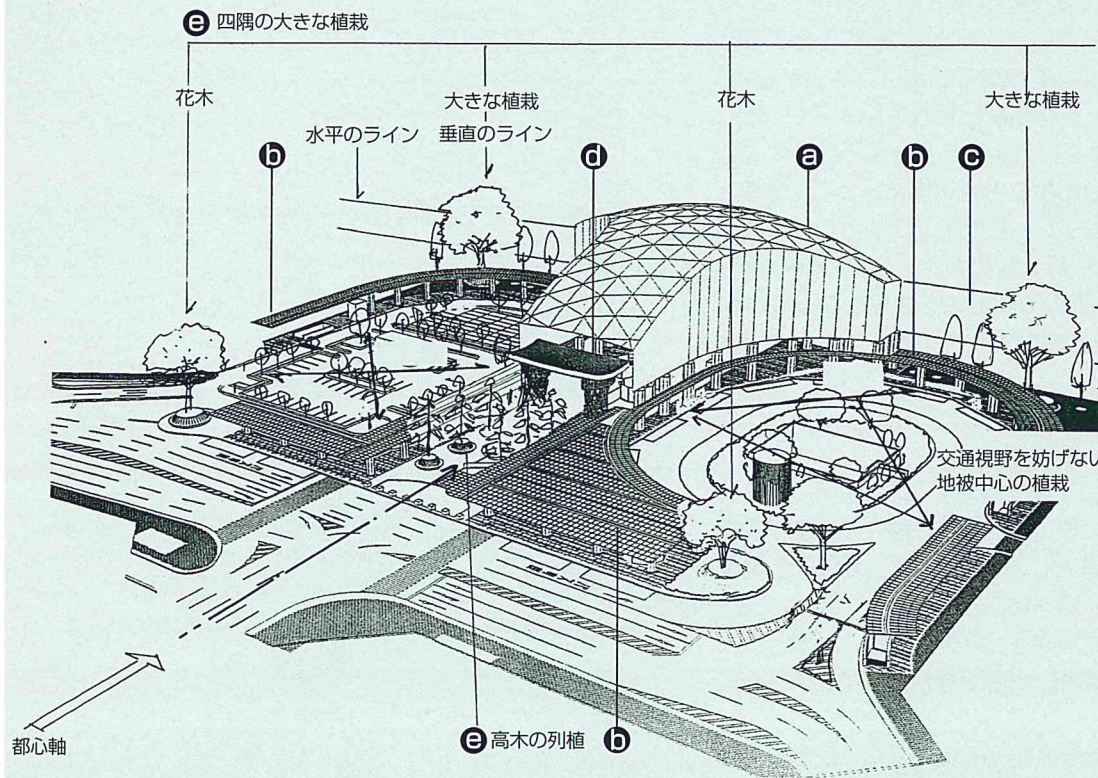 e 四隅の大きな植栽
花木
大きな植栽
花木
大きな植栽
水平のライン
垂直のライン
b
d
a
b
c
交通視野を妨げない
地被中心の植栽
都心軸
e 高木の列植
b